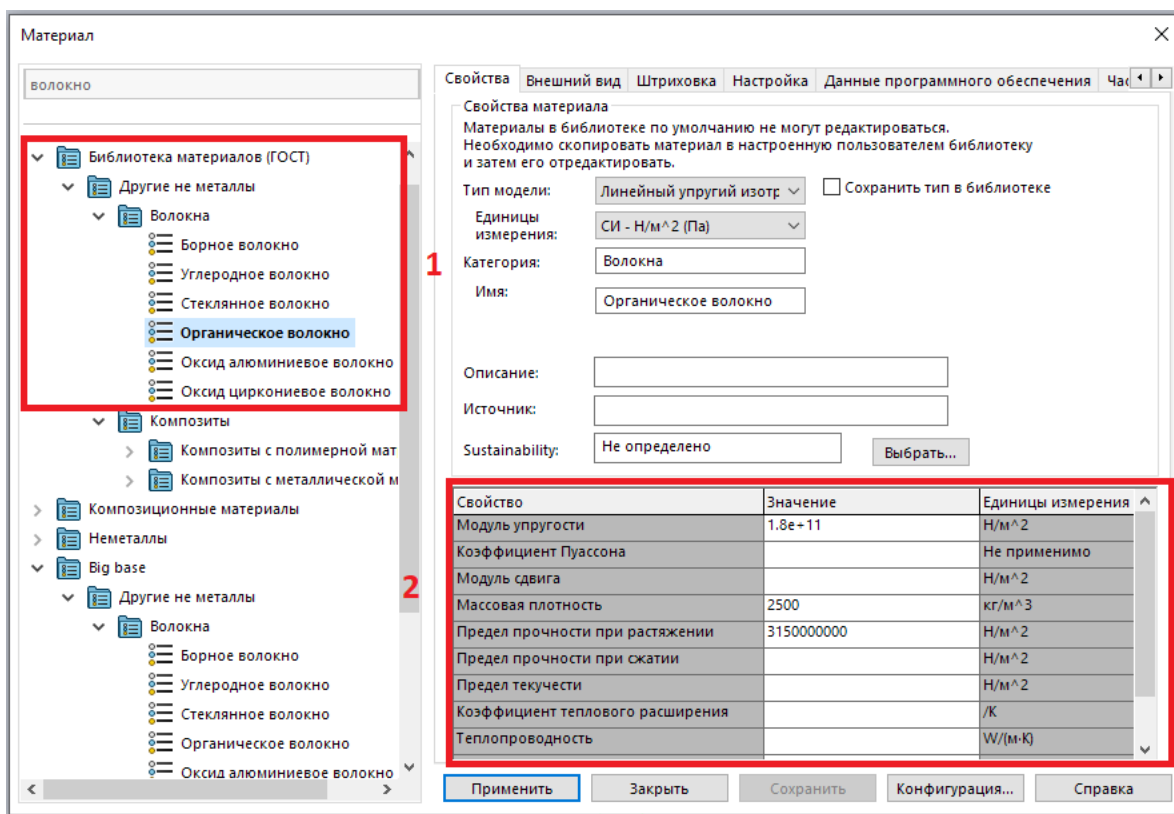 Материал
волокно
Библиотека материалов (ГОСТ)
Другие не металлы
Волокна
Борное волокно
Углеродное волокно
Стеклянное волокно
Органическое волокно
Оксид алюминиевое волокно
Оксид циркониевое волокно
Композиты
Композиты с полимерной мат
Композиты с металлической м
Композиционные материалы
Неметаллы
Big base
Другие не металлы
Волокна
Борное волокно
Углеродное волокно
Стеклянное волокно
Органическое волокно
Оксид алюминиевое волокно
1
2
Свойства Внешний вид Штриховка Настройка Данные программного обеспечения Час
Свойства материала
Материалы в библиотеке по умолчанию не могут редактироваться.
Необходимо скопировать материал в настроенную пользователем библиотеку
и затем его отредактировать.
Тип модели: Линейный упругий изотр Сохранить тип в библиотеке
Единицы
измерения: СИ - Н/м^2 (Па)
Категория: Волокна
Имя: Органическое волокно
Описание:
Источник:
Sustainability: Не определено Выбрать...
Свойство Значение Единицы измерения
Модуль упругости 1.8e+11 Н/м^2
Коэффициент Пуассона Не применимо
Модуль сдвига Н/м^2
Массовая плотность 2500 кг/м^3
Предел прочности при растяжении 3150000000 Н/м^2
Предел прочности при сжатии Н/м^2
Предел текучести Н/м^2
Коэффициент теплового расширения /K
Теплопроводность W/(m·K)
Применить Закрыть Сохранить Конфигурация... Справка